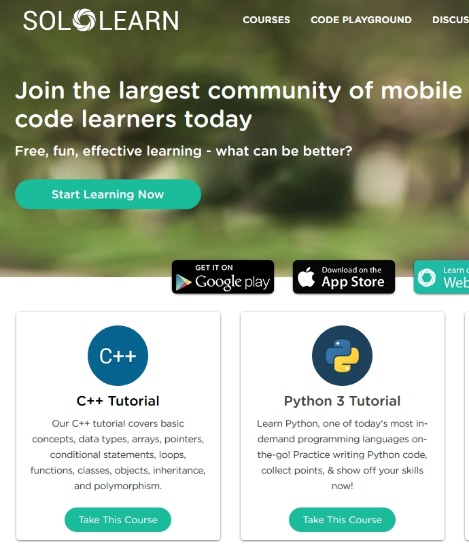 SOLOLEARN
COURSES CODE PLAYGROUND DISCUS
Join the largest community of mobile
code learners today
Free, fun, effective learning - what can be better?
Start Learning Now
GET IT ON
Google play
Download on the
App Store
Learn o
Web
C++
C++ Tutorial
Our C++ tutorial covers basic
concepts, data types, arrays, pointers,
conditional statements, loops,
functions, classes, objects, inheritance,
and polymorphism.
Take This Course
Python 3 Tutorial
Learn Python, one of today's most in-
demand programming languages on-
the-go! Practice writing Python code,
collect points, & show off your skills
now!
Take This Course